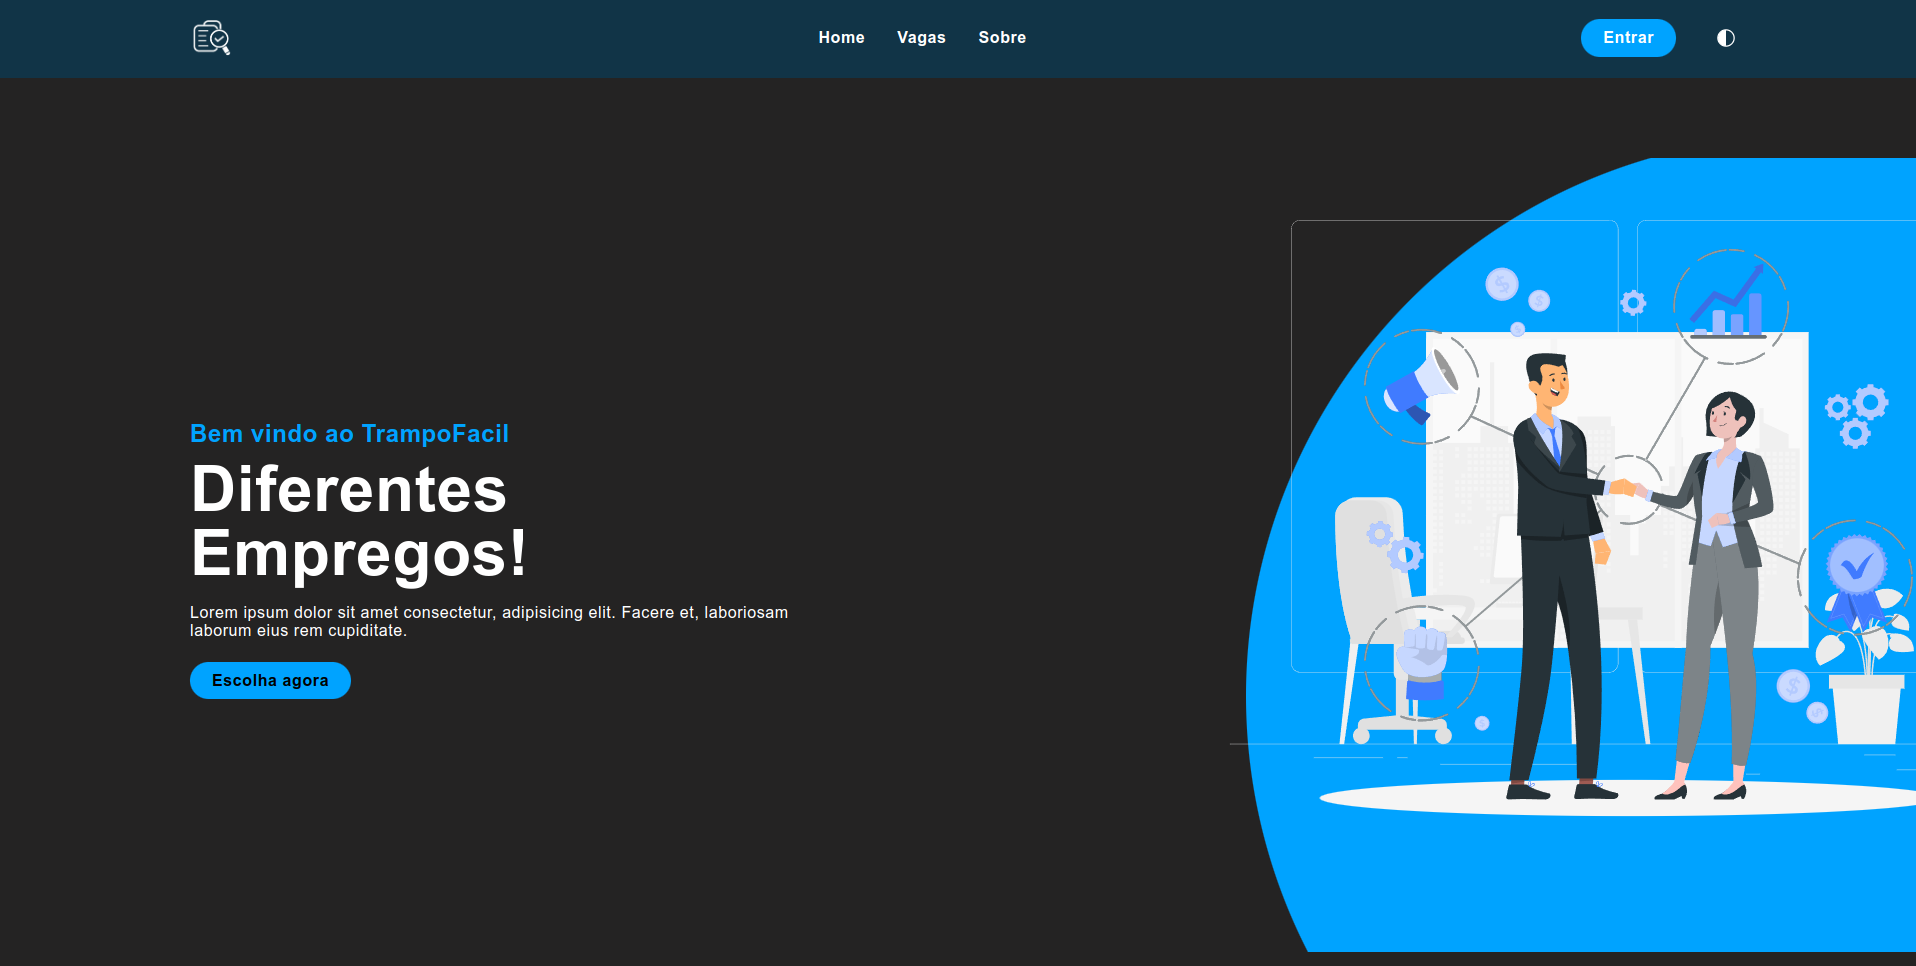 Home Vagas Sobre Entrar
Bem vindo ao TrampoFacil
Diferentes
Empregos!
Lorem ipsum dolor sit amet consectetur, adipisicing elit. Facere et, laboriosam
laborum eius rem cupiditate.
Escolha agora